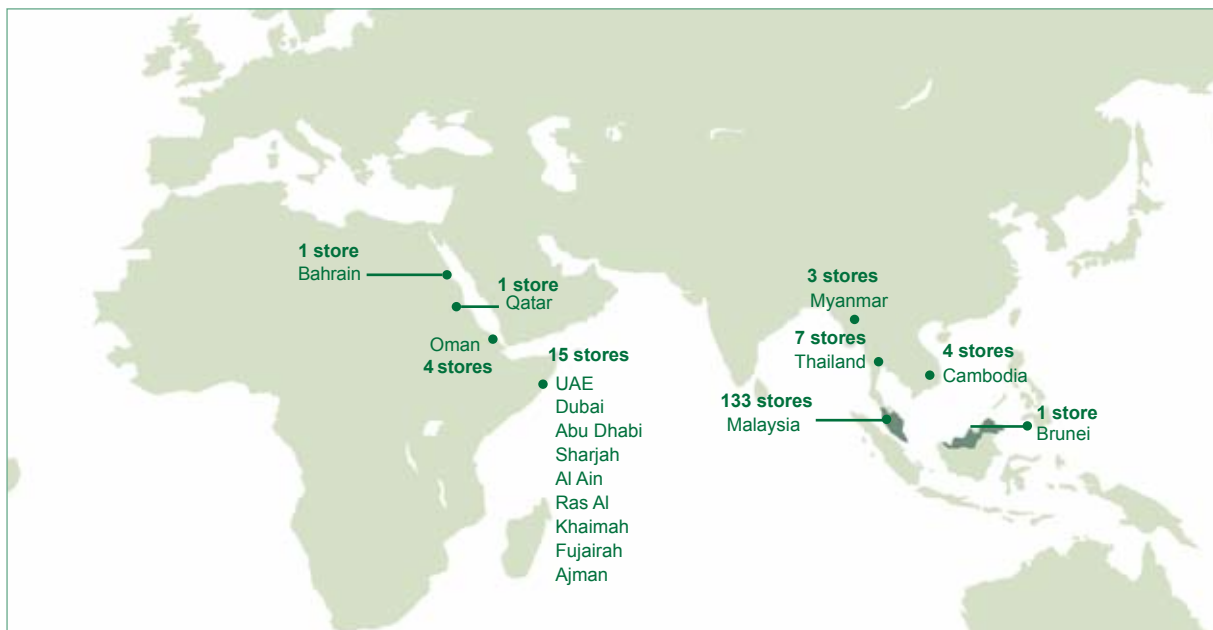 1 store
Bahrain
1 store
Qatar
Oman
4 stores
15 stores
UAE
Dubai
Abu Dhabi
Sharjah
Al Ain
Ras Al
Khaimah
Fujairah
Ajman
3 stores
Myanmar
7 stores
Thailand
4 stores
Cambodia
133 stores
Malaysia
1 store
Brunei